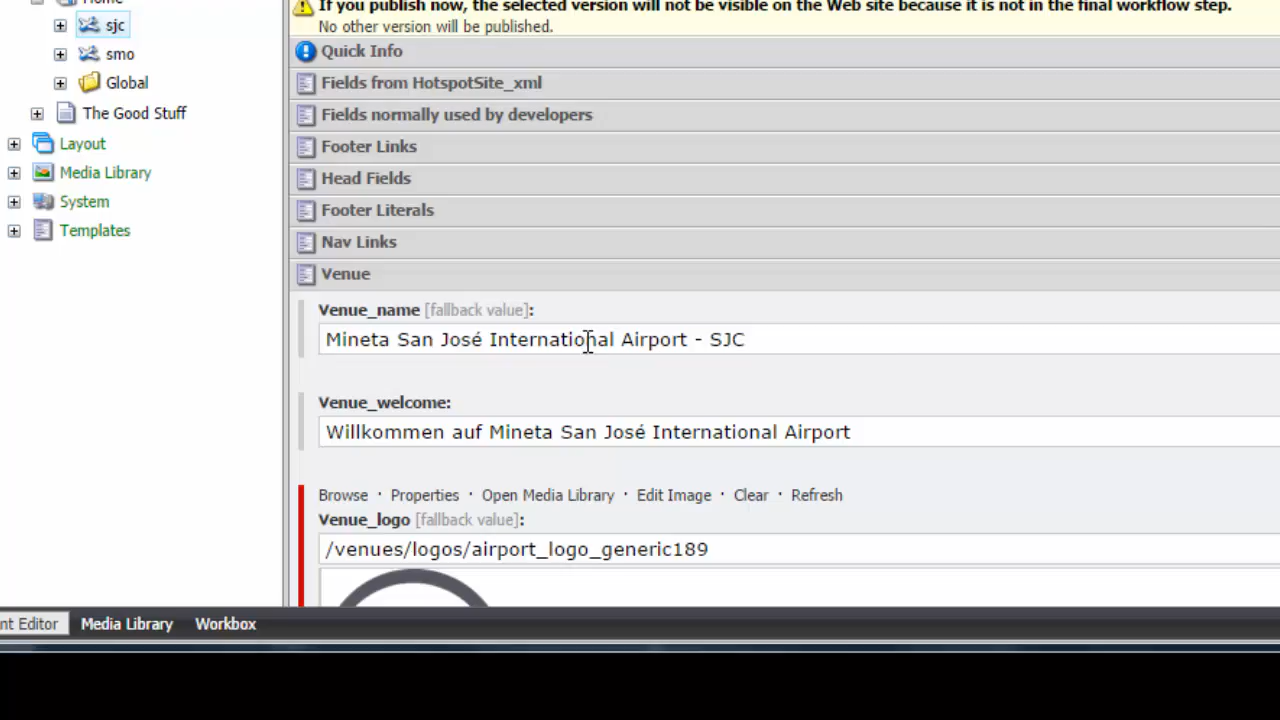 Home
sjc
smo
Global
The Good Stuff
Layout
Media Library
System
Templates
If you publish now, the selected version will not be visible on the Web site because it is not in the final workflow step.
No other version will be published.
Quick Info
Fields from HotspotSite_xml
Fields normally used by developers
Footer Links
Head Fields
Footer Literals
Nav Links
Venue
Venue_name [fallback value]:
Mineta San José International Airport - SJC
Venue_welcome:
Willkommen auf Mineta San José International Airport
Browse · Properties · Open Media Library · Edit Image · Clear · Refresh
Venue_logo [fallback value]:
/venues/logos/airport_logo_generic189
nt Editor Media Library Workbox